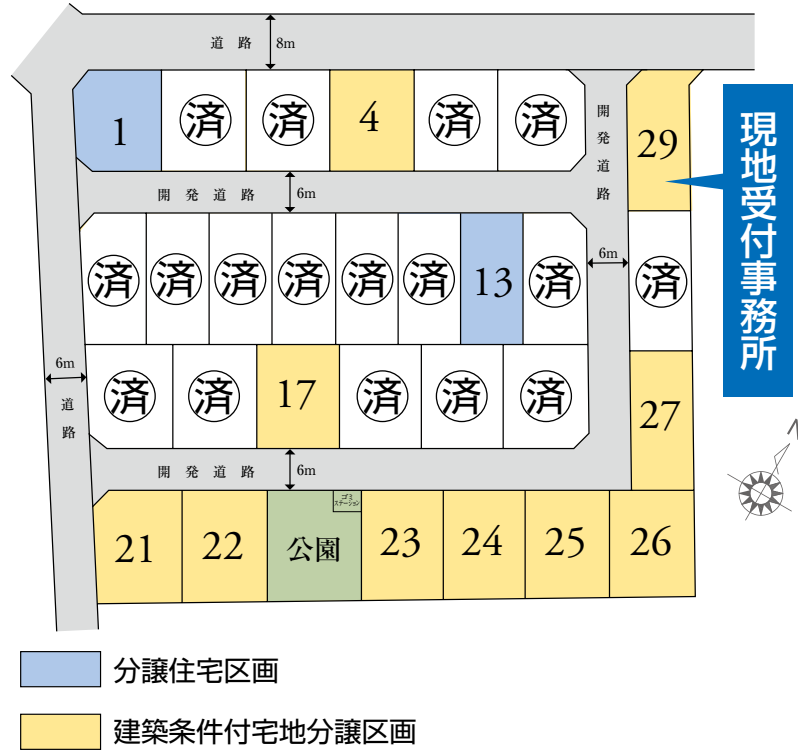 道路 8m
1 済 済 4 済 済
開発道路
29
現地受付事務所
開発道路 6m
6m
済 済 済 済 済 済 13 済
済
6m
道路
済 済 17 済 済 済
27
N
開発道路 6m
ゴミ
ステーション
21 22 公園 23 24 25 26
分譲住宅区画
建築条件付宅地分譲区画